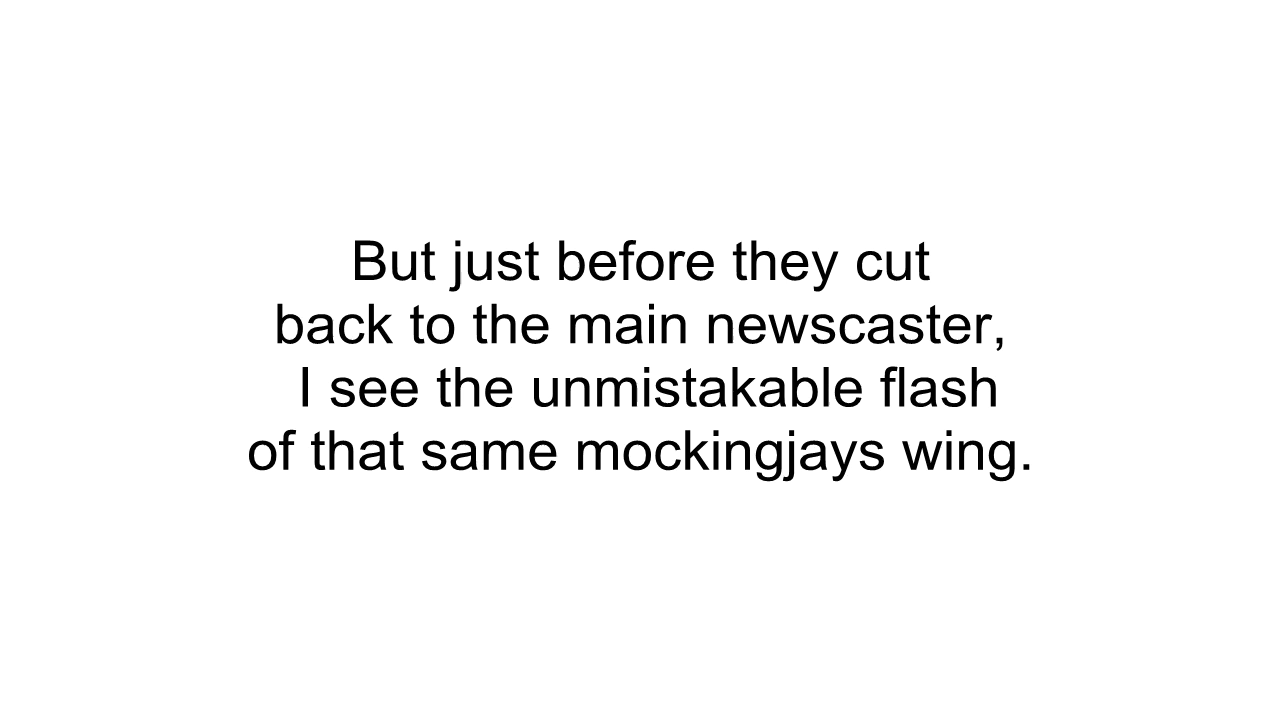 But just before they cut
back to the main newscaster,
I see the unmistakable flash
of that same mockingjays wing.